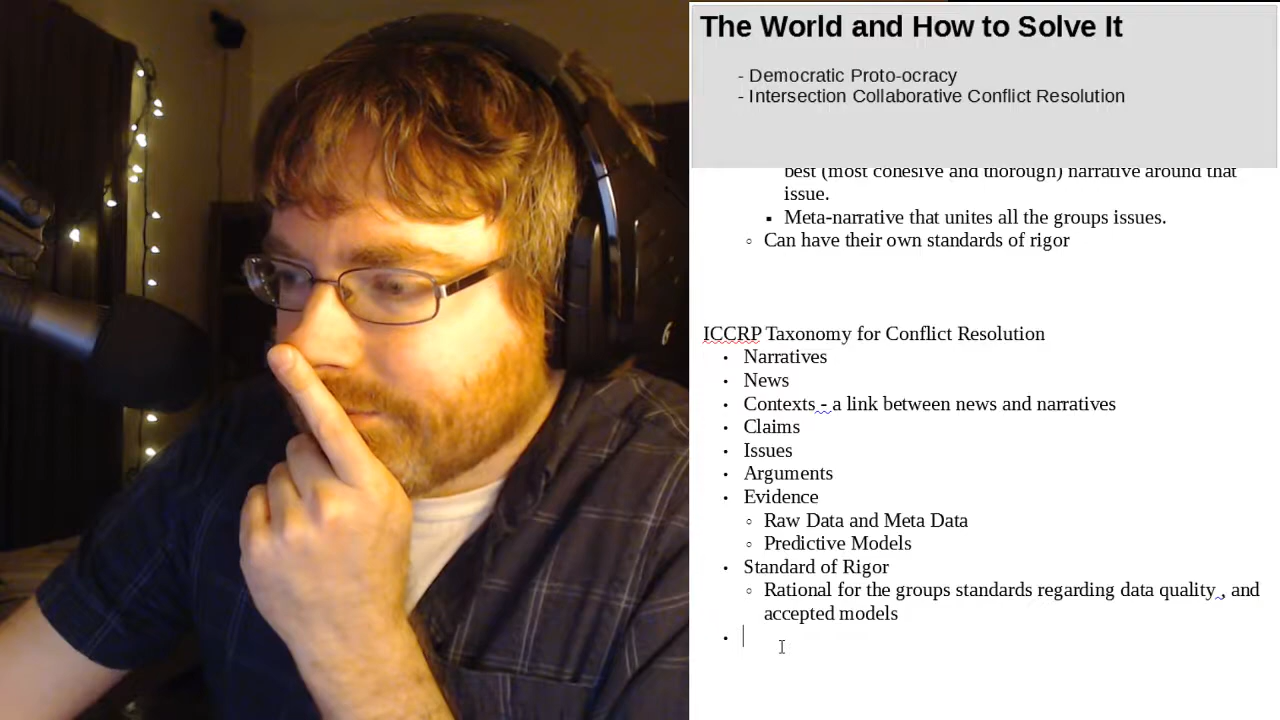 The World and How to Solve It
- Democratic Proto-ocracy
- Intersection Collaborative Conflict Resolution
best (most cohesive and thorough) narrative around that
issue.
▪ Meta-narrative that unites all the groups issues.
◦ Can have their own standards of rigor
ICCRP Taxonomy for Conflict Resolution
• Narratives
• News
• Contexts - a link between news and narratives
• Claims
• Issues
• Arguments
• Evidence
◦ Raw Data and Meta Data
◦ Predictive Models
• Standard of Rigor
◦ Rational for the groups standards regarding data quality , and
accepted models
•